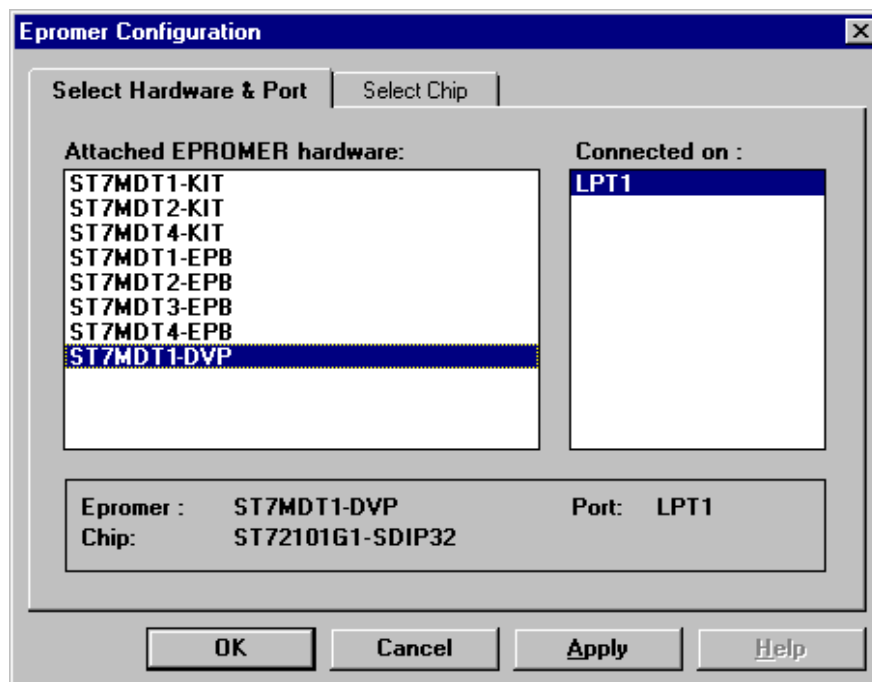 Epromer Configuration
Select Hardware & Port
Select Chip
Attached EPROMER hardware:
Connected on :
ST7MDT1-KIT
ST7MDT2-KIT
ST7MDT4-KIT
ST7MDT1-EPB
ST7MDT2-EPB
ST7MDT3-EPB
ST7MDT4-EPB
ST7MDT1-DVP
LPT1
Epromer : ST7MDT1-DVP Port: LPT1
Chip: ST72101G1-SDIP32
OK Cancel Apply Help